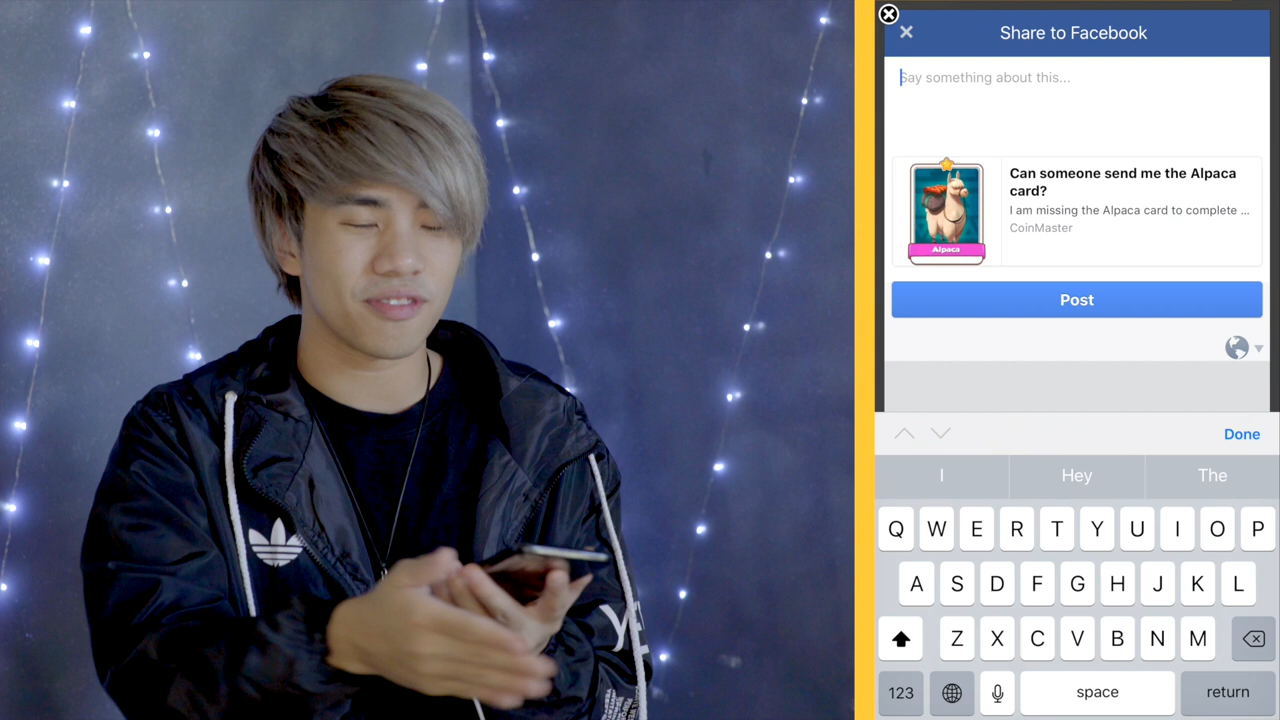 Share to Facebook
Say something about this...
Can someone send me the Alpaca
card?
I am missing the Alpaca card to complete ...
CoinMaster
Alpaca
Post
Done
I Hey The
Q W E R T Y U I O P
A S D F G H J K L
Z X C V B N M
123 space return